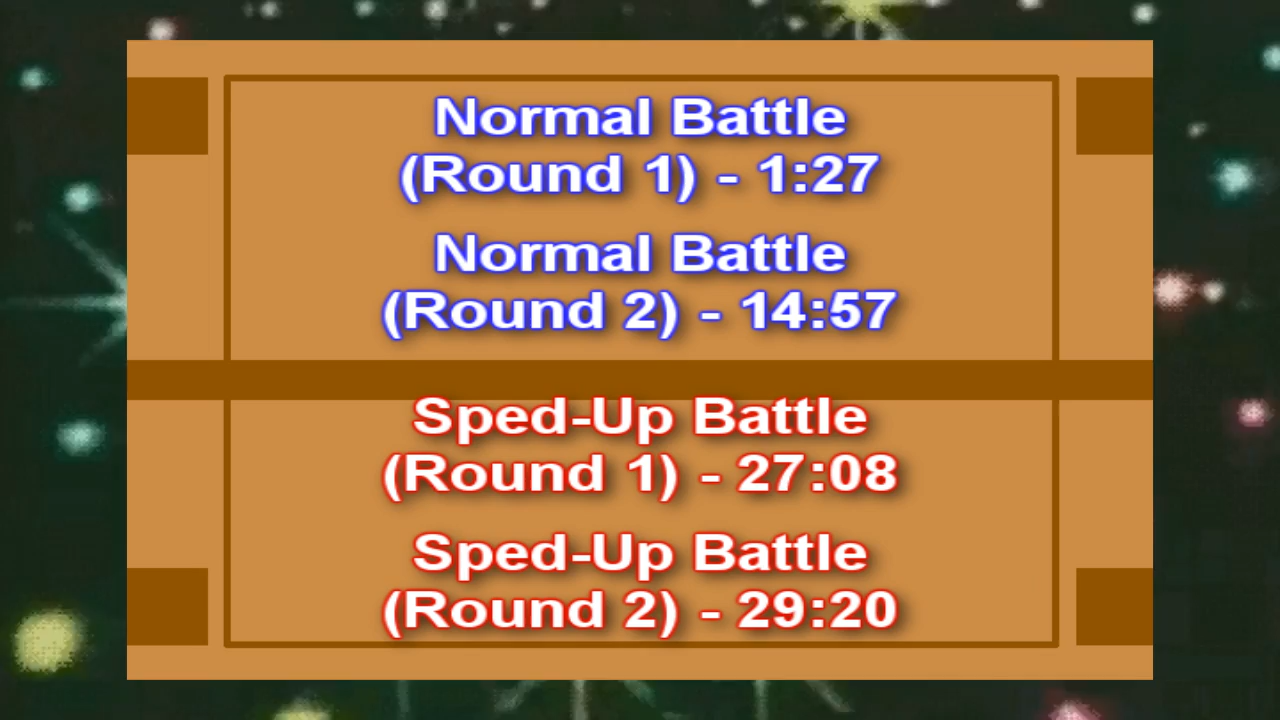 Normal Battle
(Round 1) - 1:27
Normal Battle
(Round 2) - 14:57
Sped-Up Battle
(Round 1) - 27:08
Sped-Up Battle
(Round 2) - 29:20